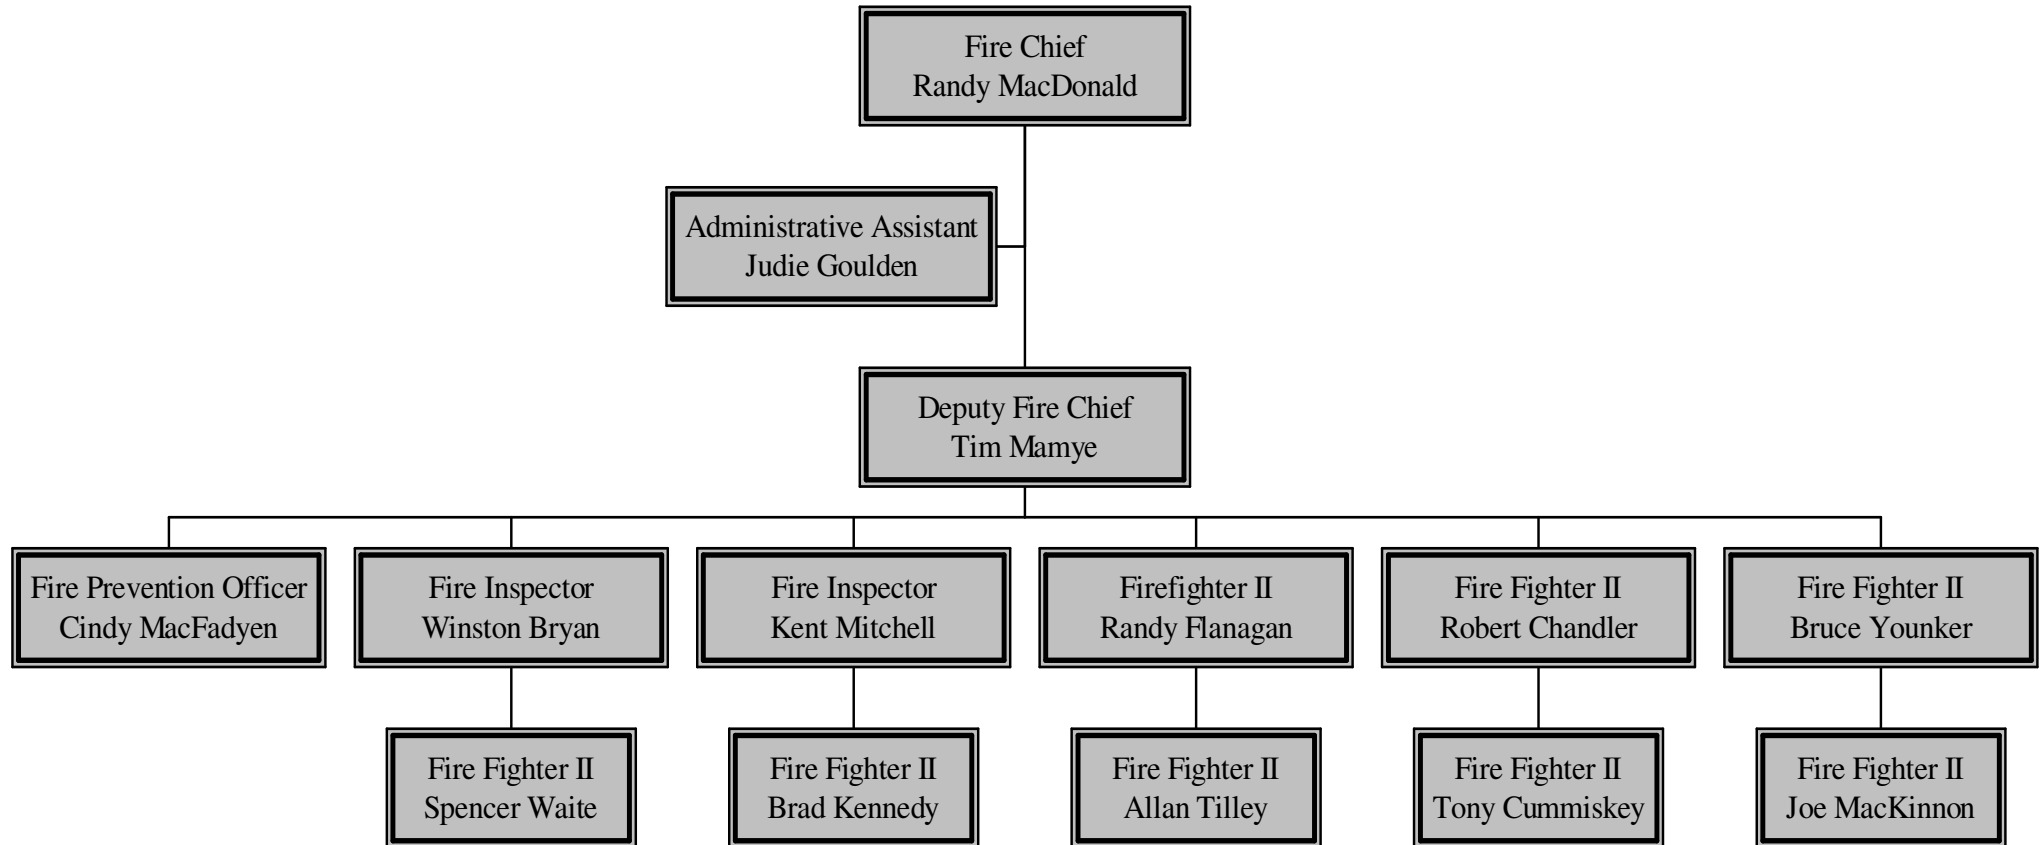 Fire Chief
Randy MacDonald
Administrative Assistant
Judie Goulden
Deputy Fire Chief
Tim Mamye
Fire Prevention Officer
Cindy MacFadyen
Fire Inspector
Winston Bryan
Fire Inspector
Kent Mitchell
Firefighter II
Randy Flanagan
Fire Fighter II
Robert Chandler
Fire Fighter II
Bruce Younker
Fire Fighter II
Spencer Waite
Fire Fighter II
Brad Kennedy
Fire Fighter II
Allan Tilley
Fire Fighter II
Tony Cummiskey
Fire Fighter II
Joe MacKinnon